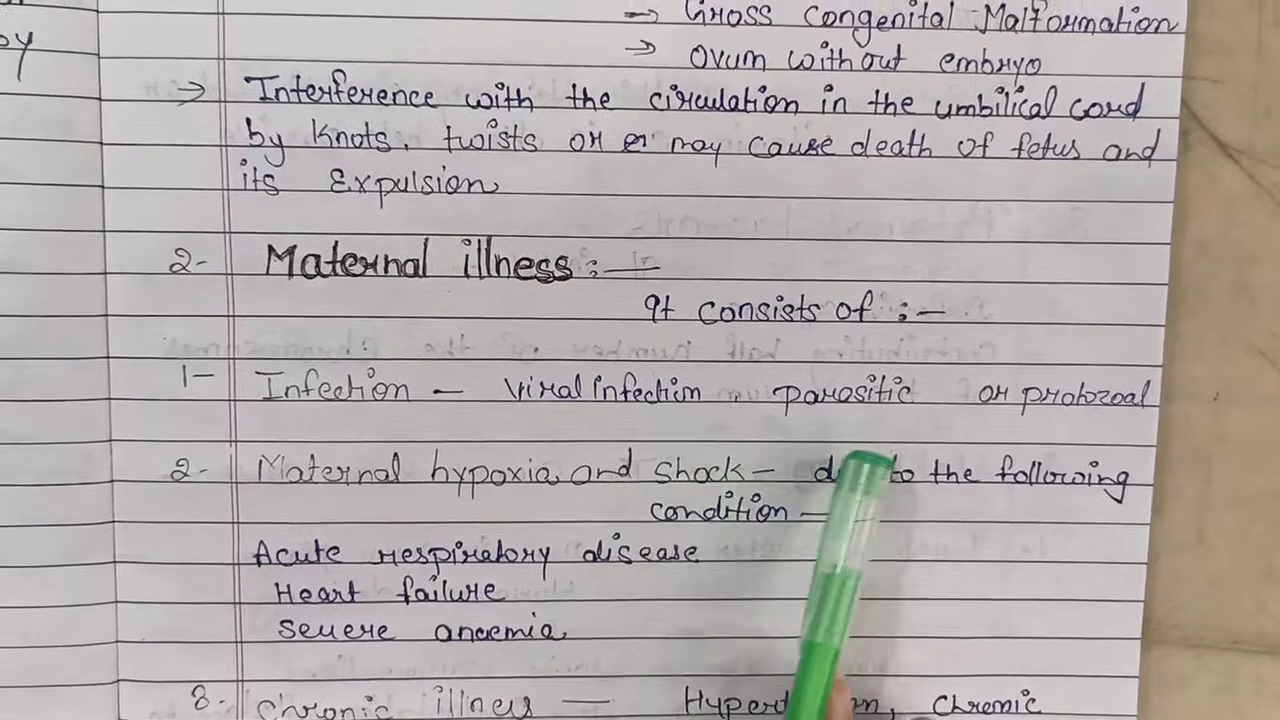 → Gross Congenital Malformation
→ Ovum without embryo
→ Interference with the circulation in the umbilical cord
by knots, twists or may cause death of fetus and
its Expulsion
2- Maternal illness :—
It consists of :-
1- Infection - viral infection, parasitic or protozoal
2- Maternal hypoxia and shock - to the following
condition -
Acute respiratory disease
Heart failure
Severe anaemia
Chronic illness - Chronic